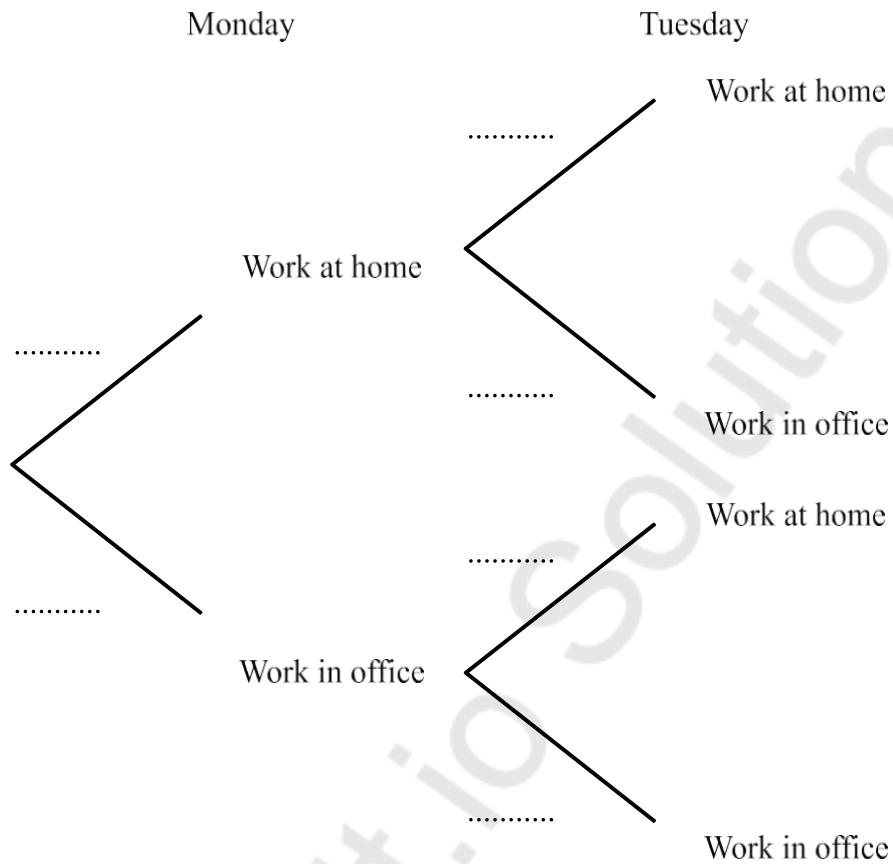 Monday Tuesday
Work at home
...........
Work at home
...........
...........
Work in office
Work at home
...........
...........
Work in office
...........
Work in office